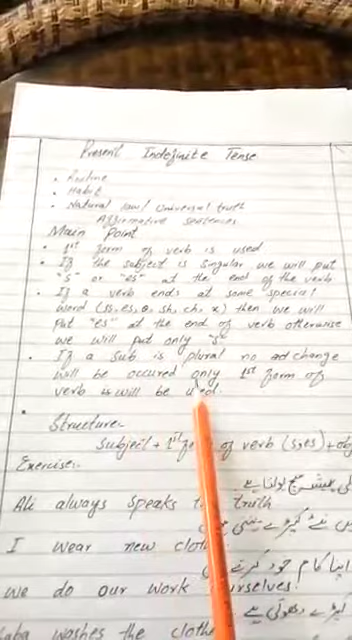 Present Indefinite Tense
• Routine
• Habit
• Natural law/ Universal truth
Affirmative sentences
Main Point
• 1st form of verb is used
• If the subject is singular we will put
"s" or "es" at the end of the verb
• If a verb ends at some special
word (ss, es, o, sh, ch, x) then we will
put "es" at the end of verb otherwise
we will put only "s"
• If a sub is plural no change
will be occured only 1st form of
verb will be used.
Structure:-
Subject + 1st of verb (s,es) +
Exercise:-
Ali always speaks truth
I wear new
اپنا کام خود کرتے
we do our work
washes the